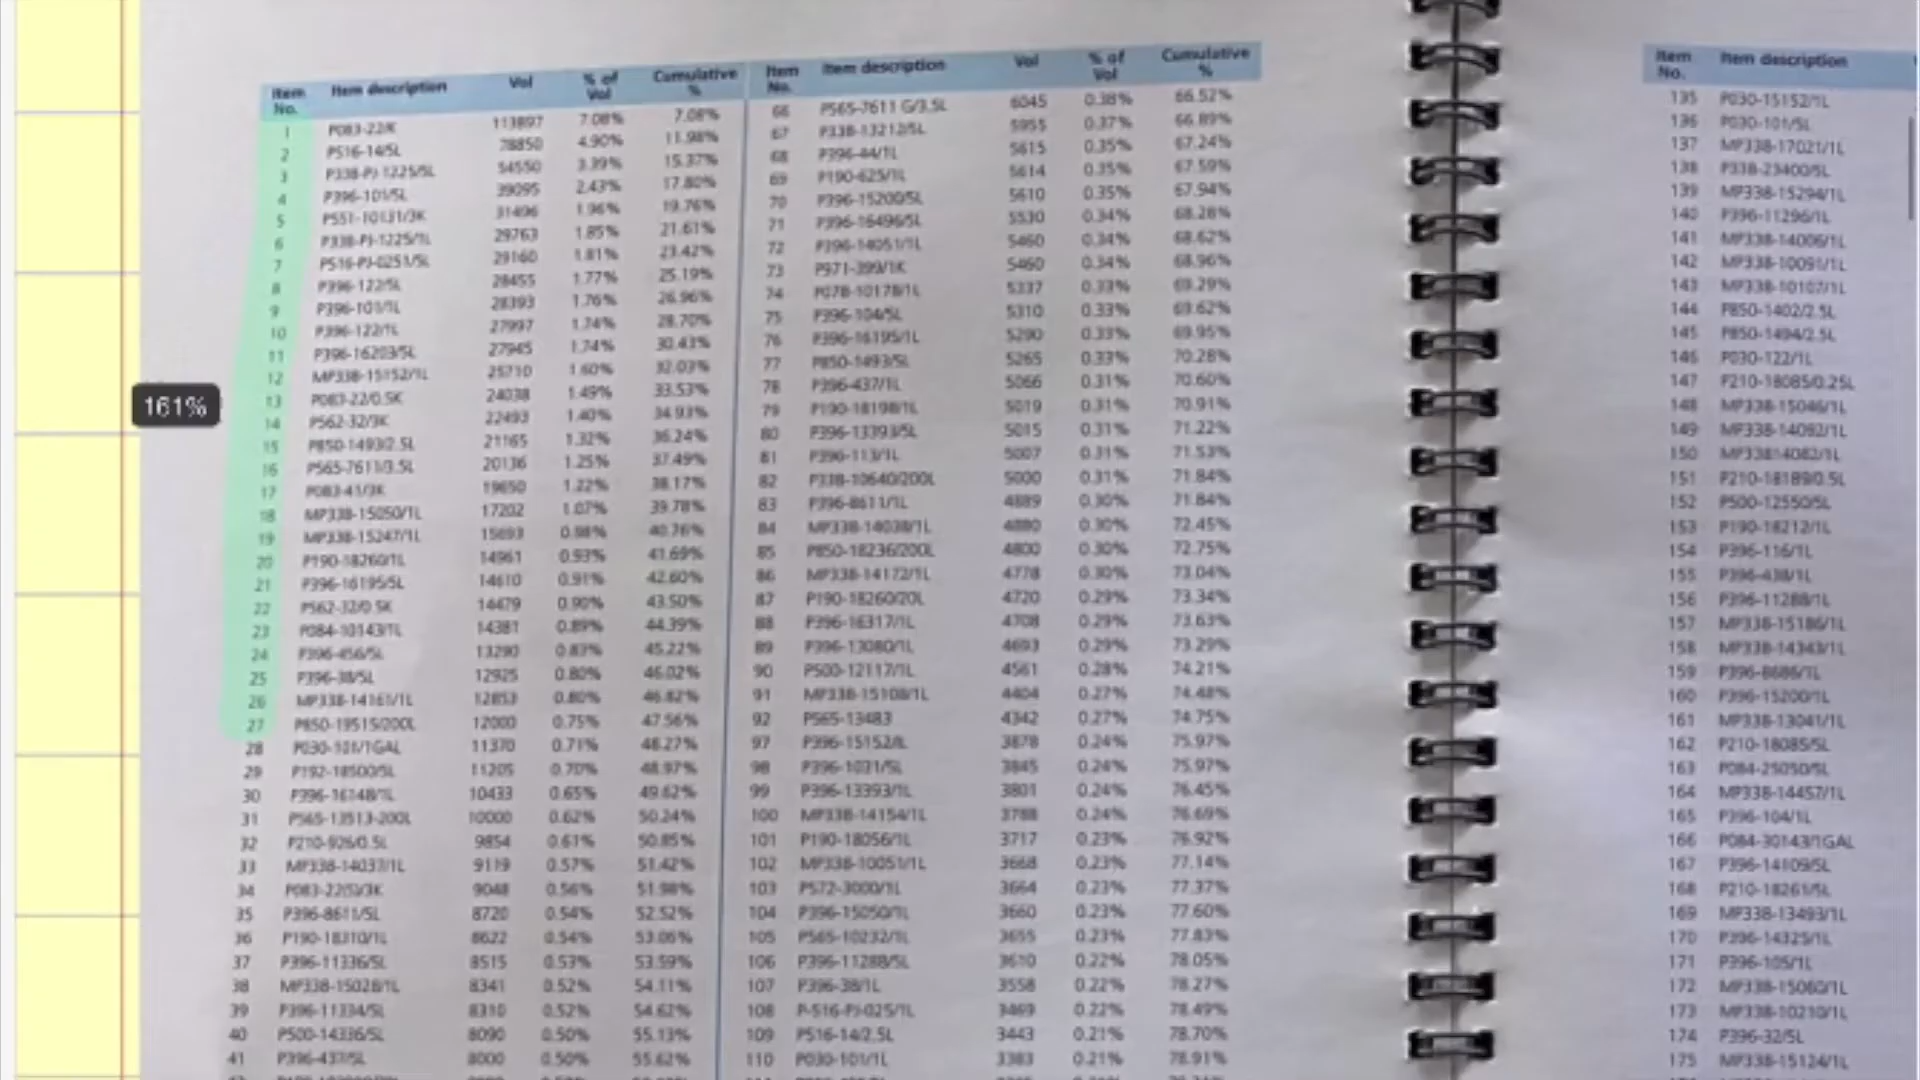 Item No. Item description Vol % of Vol Cumulative %
1 P083-22/K 113897 7.08% 7.08%
2 P516-14/5L 78850 4.90% 11.98%
3 P338-PJ-1225/5L 54550 3.39% 15.37%
4 P396-101/5L 39095 2.43% 17.80%
5 P551-10131/3K 31496 1.96% 19.76%
6 P338-PJ-1225/1L 29763 1.85% 21.61%
7 P516-PJ-0251/5L 29160 1.81% 23.42%
8 P396-122/5L 28455 1.77% 25.19%
9 P396-101/1L 28393 1.76% 26.96%
10 P396-122/1L 27997 1.74% 28.70%
11 P396-16203/5L 27945 1.74% 30.43%
12 MP338-15152/1L 25710 1.60% 32.03%
13 P083-22/0.5K 24038 1.49% 33.53%
14 P562-32/3K 22493 1.40% 34.93%
15 P850-1493/2.5L 21165 1.32% 36.24%
16 P565-7611/3.5L 20136 1.25% 37.49%
17 P083-41/3K 19650 1.22% 38.17%
18 MP338-15050/1L 17202 1.07% 39.78%
19 MP338-15247/1L 15693 0.98% 40.76%
20 P190-18260/1L 14961 0.93% 41.69%
21 P396-16195/5L 14610 0.91% 42.60%
22 P562-32/0.5K 14479 0.90% 43.50%
23 P084-10143/1L 14381 0.89% 44.39%
24 P396-456/5L 13290 0.83% 45.22%
25 P396-38/5L 12925 0.80% 46.02%
26 MP338-14161/1L 12853 0.80% 46.82%
27 P850-19515/200L 12000 0.75% 47.56%
28 P030-101/1GAL 11370 0.71% 48.27%
29 P192-18500/5L 11205 0.70% 48.97%
30 P396-16148/1L 10433 0.65% 49.62%
31 P565-13513-200L 10000 0.62% 50.24%
32 P210-926/0.5L 9854 0.61% 50.85%
33 MP338-14037/1L 9119 0.57% 51.42%
34 P083-22(S)/3K 9048 0.56% 51.98%
35 P396-8611/5L 8720 0.54% 52.52%
36 P190-18310/1L 8622 0.54% 53.06%
37 P396-11336/5L 8515 0.53% 53.59%
38 MP338-15028/1L 8341 0.52% 54.11%
39 P396-11334/5L 8310 0.52% 54.62%
40 P500-14336/5L 8090 0.50% 55.13%
41 P396-437/5L 8000 0.50% 55.62%
Item No. Item description Vol % of Vol Cumulative %
66 P565-7611 G/3.5L 6045 0.38% 66.52%
67 P338-13212/5L 5955 0.37% 66.89%
68 P396-44/1L 5615 0.35% 67.24%
69 P190-625/1L 5614 0.35% 67.59%
70 P396-15200/5L 5610 0.35% 67.94%
71 P396-16496/5L 5530 0.34% 68.28%
72 P396-14051/1L 5460 0.34% 68.62%
73 P971-399/1K 5460 0.34% 68.96%
74 P078-10178/1L 5337 0.33% 69.29%
75 P396-104/5L 5310 0.33% 69.62%
76 P396-16195/1L 5290 0.33% 69.95%
77 P850-1493/5L 5265 0.33% 70.28%
78 P396-437/1L 5066 0.31% 70.60%
79 P190-18198/1L 5019 0.31% 70.91%
80 P396-13393/5L 5015 0.31% 71.22%
81 P396-113/1L 5007 0.31% 71.53%
82 P338-10640/200L 5000 0.31% 71.84%
83 P396-8611/1L 4889 0.30% 71.84%
84 MP338-14038/1L 4880 0.30% 72.45%
85 P850-18236/200L 4800 0.30% 72.75%
86 MP338-14172/1L 4778 0.30% 73.04%
87 P190-18260/20L 4720 0.29% 73.34%
88 P396-16317/1L 4708 0.29% 73.63%
89 P396-13080/1L 4693 0.29% 73.29%
90 P500-12117/1L 4561 0.28% 74.21%
91 MP338-15108/1L 4404 0.27% 74.48%
92 P565-13483 4342 0.27% 74.75%
97 P396-15152/L 3878 0.24% 75.97%
98 P396-1031/5L 3845 0.24% 75.97%
99 P396-13393/1L 3801 0.24% 76.45%
100 MP338-14154/1L 3788 0.24% 76.69%
101 P190-18056/1L 3717 0.23% 76.92%
102 MP338-10051/1L 3668 0.23% 77.14%
103 P572-3000/1L 3664 0.23% 77.37%
104 P396-15050/1L 3660 0.23% 77.60%
105 P565-10232/1L 3655 0.23% 77.83%
106 P396-11288/5L 3610 0.22% 78.05%
107 P396-38/1L 3558 0.22% 78.27%
108 P-516-PJ-025/1L 3469 0.22% 78.49%
109 P516-14/2.5L 3443 0.21% 78.70%
110 P030-101/1L 3383 0.21% 78.91%
Item No. Item description
135 P030-15152/1L
136 P030-101/5L
137 MP338-17021/1L
138 P338-23400/5L
139 MP338-15294/1L
140 P396-11296/1L
141 MP338-14006/1L
142 MP338-10091/1L
143 MP338-10107/1L
144 P850-1402/2.5L
145 P850-1494/2.5L
146 P030-122/1L
147 P210-18085/0.25L
148 MP338-15046/1L
149 MP338-14092/1L
150 MP33814082/1L
151 P210-18189/0.5L
152 P500-12550/5L
153 P190-18212/1L
154 P396-116/1L
155 P396-438/1L
156 P396-11288/1L
157 MP338-15186/1L
158 MP338-14343/1L
159 P396-8686/1L
160 P396-15200/1L
161 MP338-13041/1L
162 P210-18085/5L
163 P084-25050/5L
164 MP338-14457/1L
165 P396-104/1L
166 P084-30143/1GAL
167 P396-14109/5L
168 P210-18261/5L
169 MP338-13493/1L
170 P396-14325/1L
171 P396-105/1L
172 MP338-15060/1L
173 MP338-10210/1L
174 P396-32/5L
175 MP338-15124/1L
161%